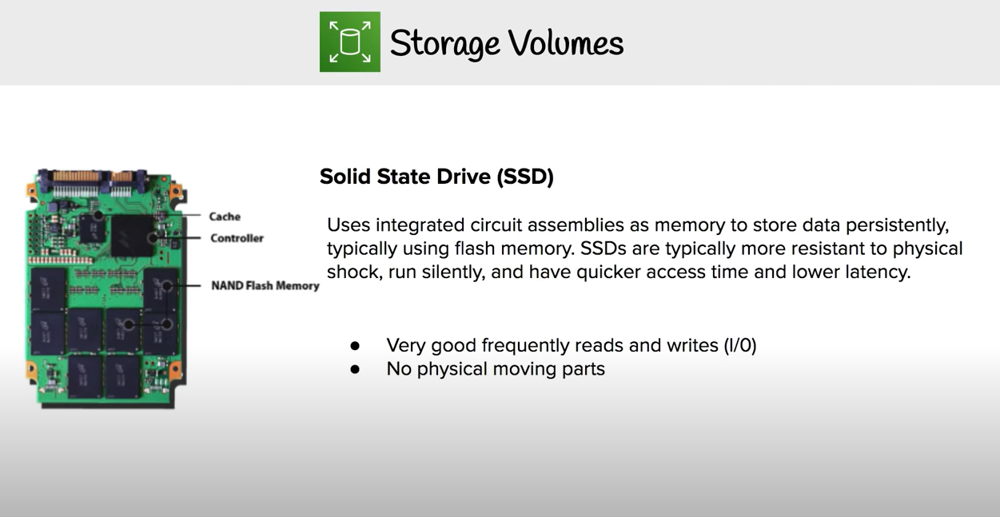 Storage Volumes
Solid State Drive (SSD)
Cache
Controller
NAND Flash Memory
Uses integrated circuit assemblies as memory to store data persistently,
typically using flash memory. SSDs are typically more resistant to physical
shock, run silently, and have quicker access time and lower latency.
● Very good frequently reads and writes (I/0)
● No physical moving parts